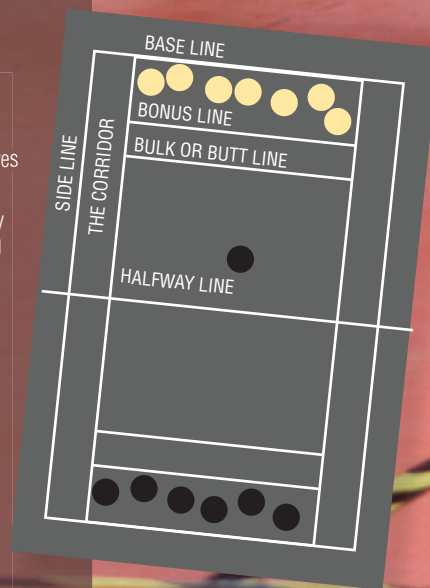 BASE LINE
BONUS LINE
BULK OR BUTT LINE
SIDE LINE
THE CORRIDOR
HALFWAY LINE